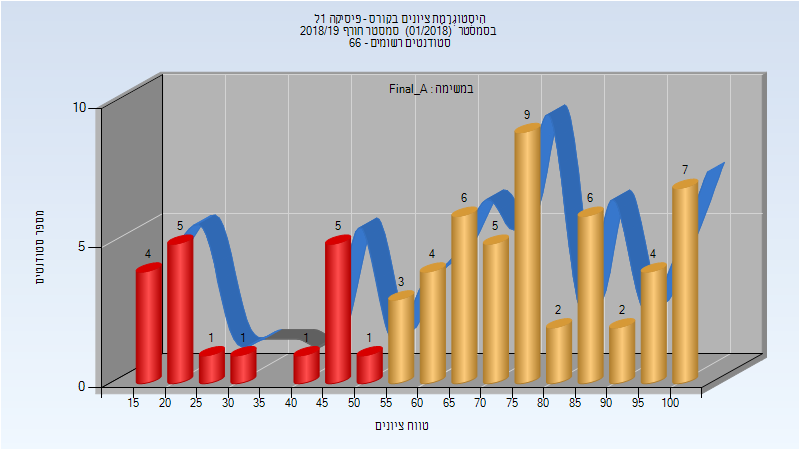 היסטוגרמת ציונים בקורס - פיסיקה 1ל
בסמסטר (01/2018) סמסטר חורף 2018/19
סטודנטים רשומים - 66
במשימה : Final_A
מספר סטודנטים
10
5
0
4
5
1
1
1
5
1
3
4
6
5
9
2
6
2
4
7
15 20 25 30 35 40 45 50 55 60 65 70 75 80 85 90 95 100
טווח ציונים